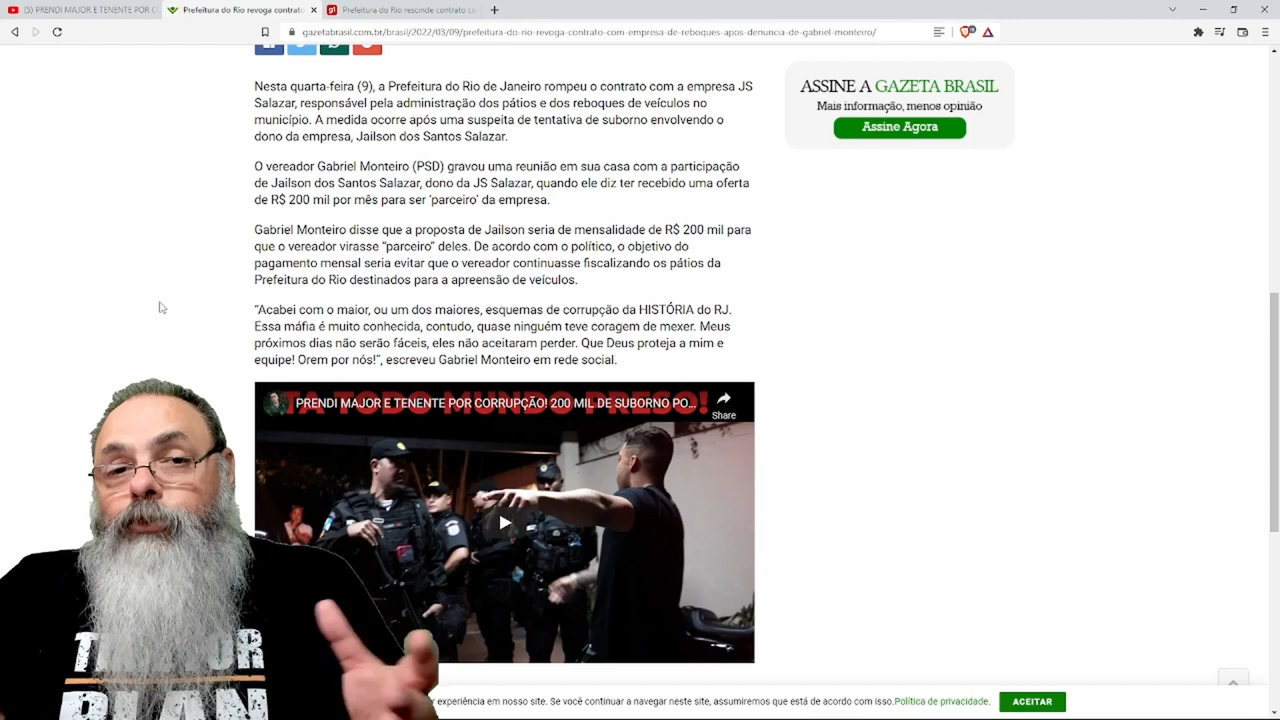 (5) PRENDI MAJOR E TENENTE POR C
Prefeitura do Rio revoga contrato
Prefeitura do Rio rescinde contrato co
gazetabrasil.com.br/brasil/2022/03/09/prefeitura-do-rio-revoga-contrato-com-empresa-de-reboques-apos-denuncia-de-gabriel-monteiro/
Nesta quarta-feira (9), a Prefeitura do Rio de Janeiro rompeu o contrato com a empresa JS
Salazar, responsável pela administração dos pátios e dos reboques de veículos no
município. A medida ocorre após uma suspeita de tentativa de suborno envolvendo o
dono da empresa, Jailson dos Santos Salazar.
O vereador Gabriel Monteiro (PSD) gravou uma reunião em sua casa com a participação
de Jailson dos Santos Salazar, dono da JS Salazar, quando ele diz ter recebido uma oferta
de R$ 200 mil por mês para ser 'parceiro' da empresa.
Gabriel Monteiro disse que a proposta de Jailson seria de mensalidade de R$ 200 mil para
que o vereador virasse “parceiro” deles. De acordo com o político, o objetivo do
pagamento mensal seria evitar que o vereador continuasse fiscalizando os pátios da
Prefeitura do Rio destinados para a apreensão de veículos.
“Acabei com o maior, ou um dos maiores, esquemas de corrupção da HISTÓRIA do RJ.
Essa máfia é muito conhecida, contudo, quase ninguém teve coragem de mexer. Meus
próximos dias não serão fáceis, eles não aceitaram perder. Que Deus proteja a mim e
equipe! Orem por nós!”, escreveu Gabriel Monteiro em rede social.
ASSINE A GAZETA BRASIL
Mais informação, menos opinião
Assine Agora
TA TODO MUNDO PRESO!
PRENDI MAJOR E TENENTE POR CORRUPÇÃO! 200 MIL DE SUBORNO PO...
Share
r experiência em nosso site. Se você continuar a navegar neste site, assumiremos que está de acordo com isso.Política de privacidade.
ACEITAR